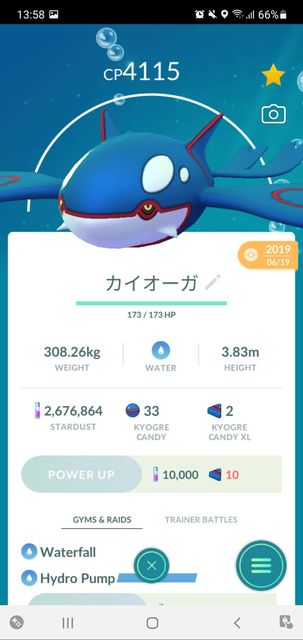 13:58 66%
CP4115
2019
06/19
カイオーガ
173 / 173 HP
308.26kg 3.83m
WEIGHT WATER HEIGHT
2,676,864 33 2
STARDUST KYOGRE CANDY KYOGRE CANDY XL
POWER UP 10,000 10
GYMS & RAIDS TRAINER BATTLES
Waterfall
Hydro Pump